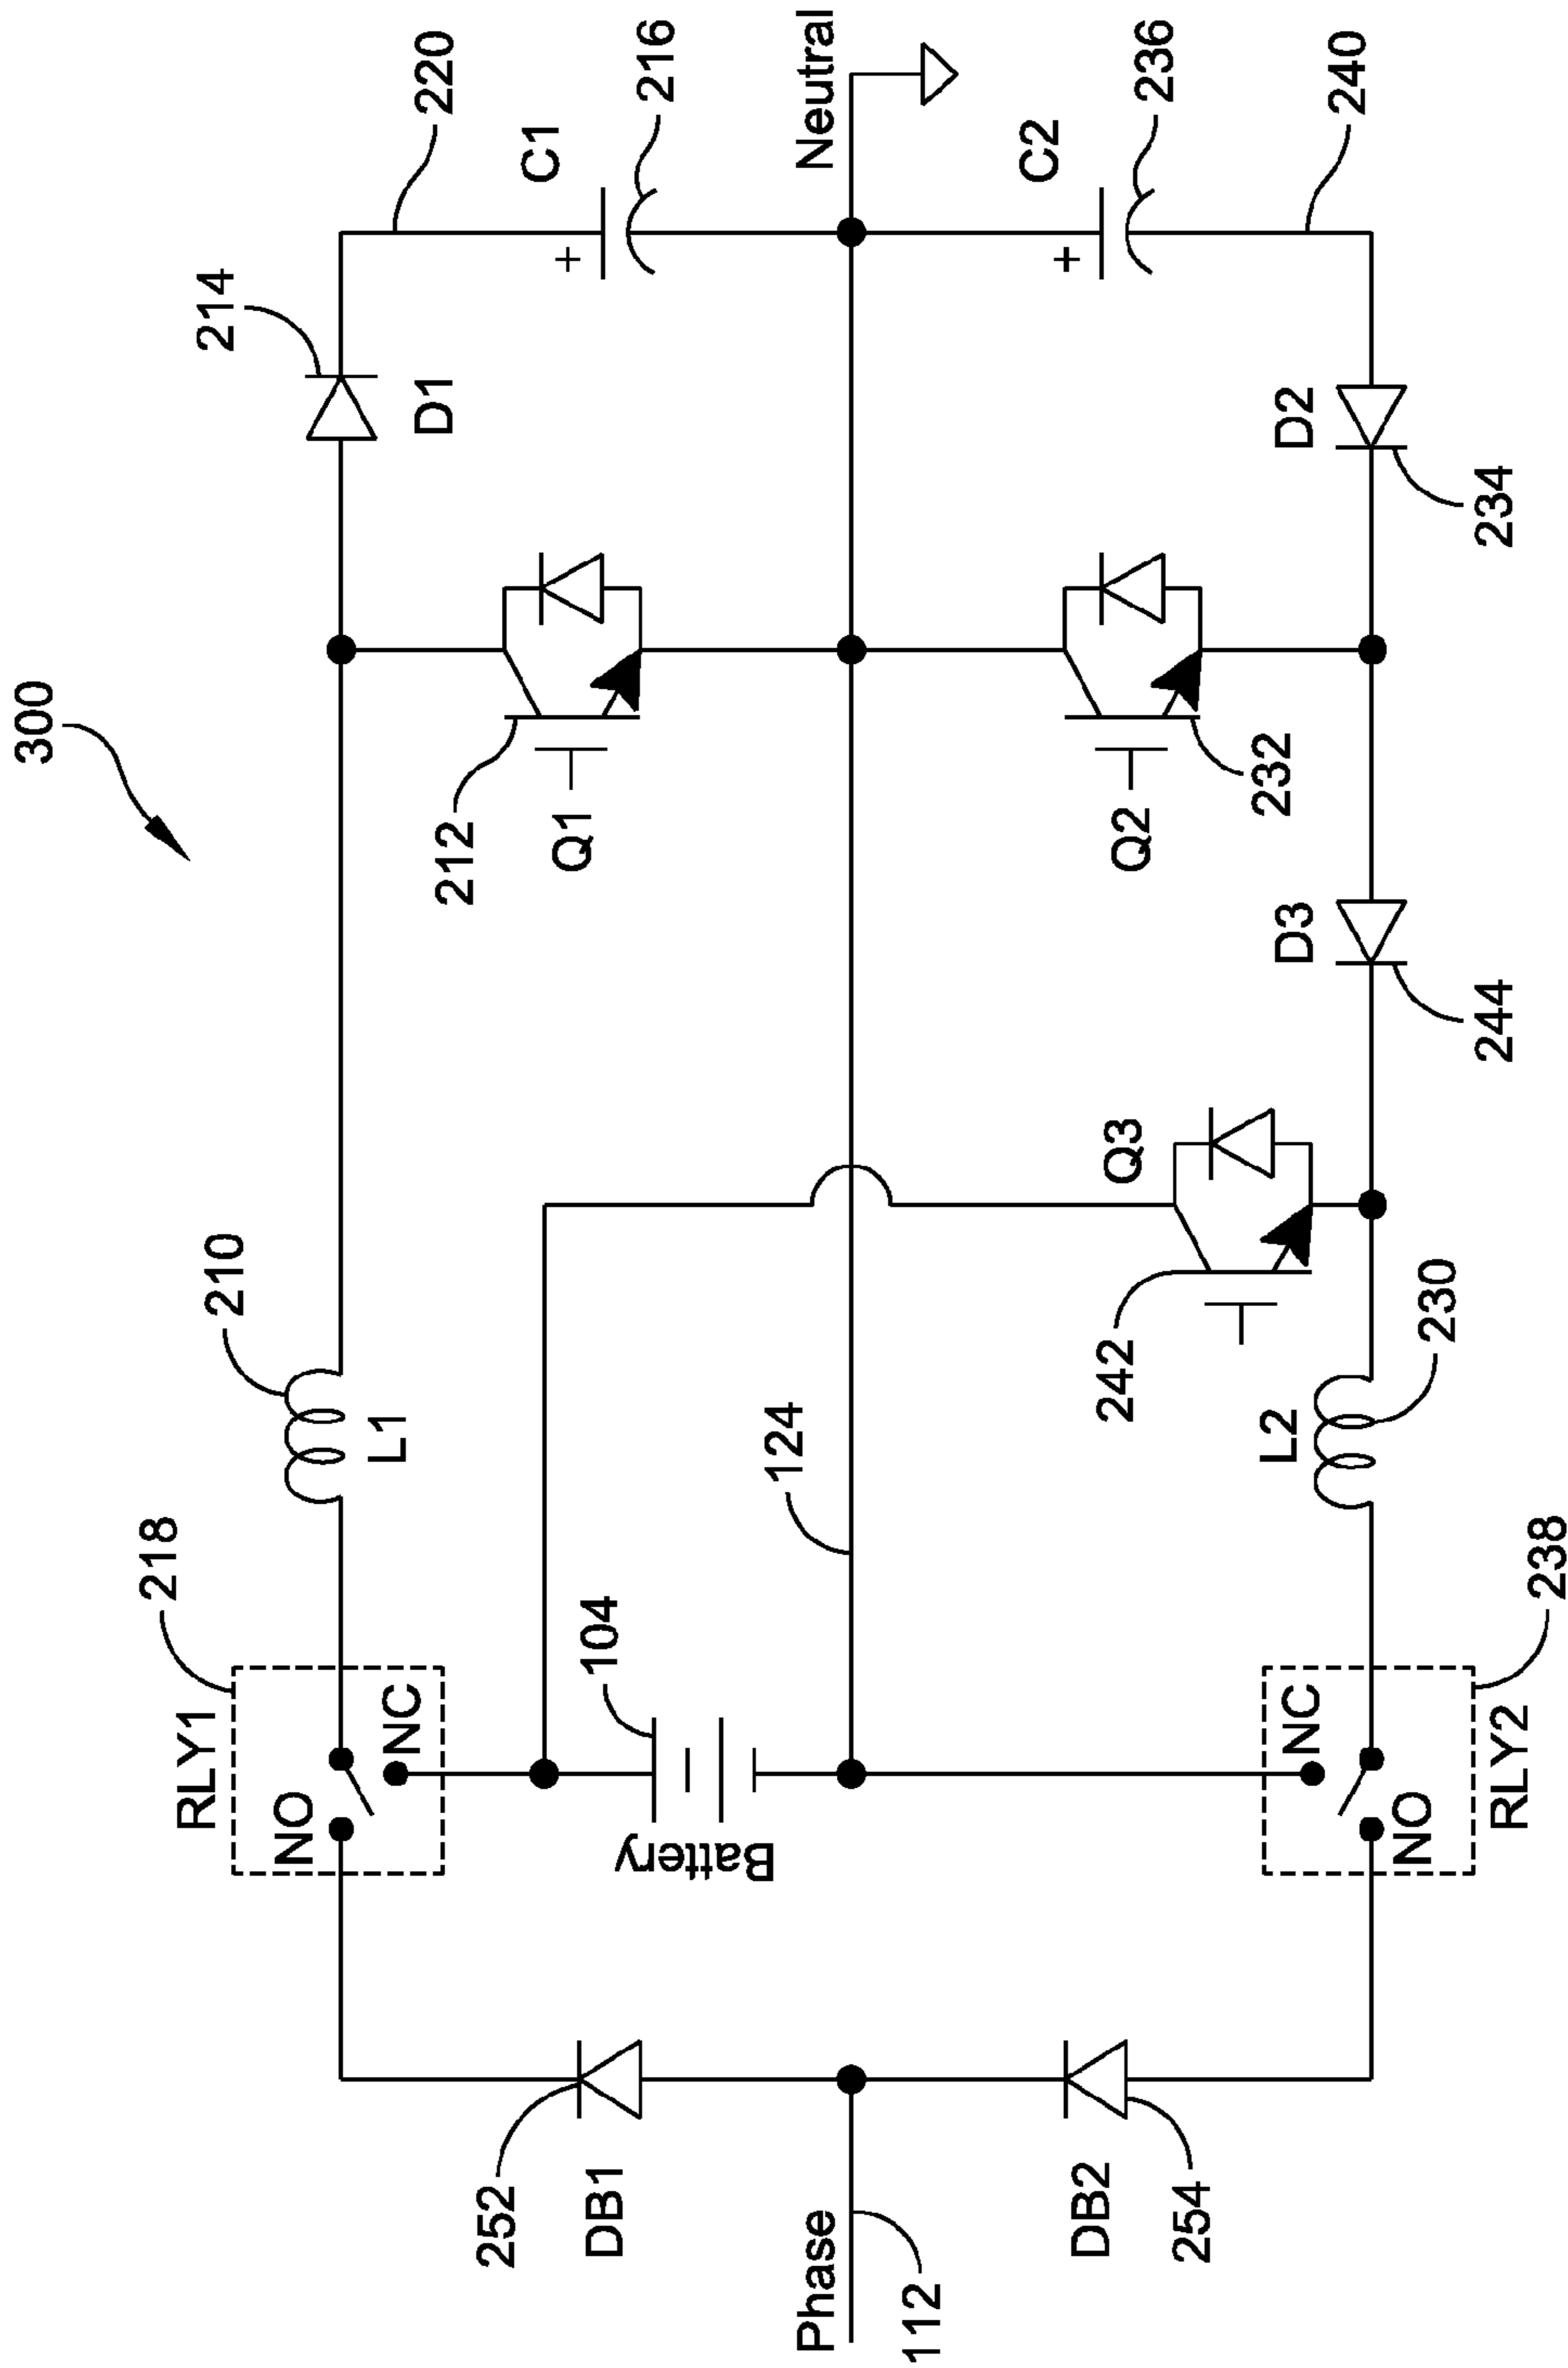 300
220
214
C1
216
D1
212
Q1
Neutral
C2
236
240
D2
234
Q2
232
D3
244
Q3
242
210
L1
124
L2
230
218
RLY1
NO
NC
104
Battery
NC
NO
RLY2
238
252
DB1
Phase
112
DB2
254